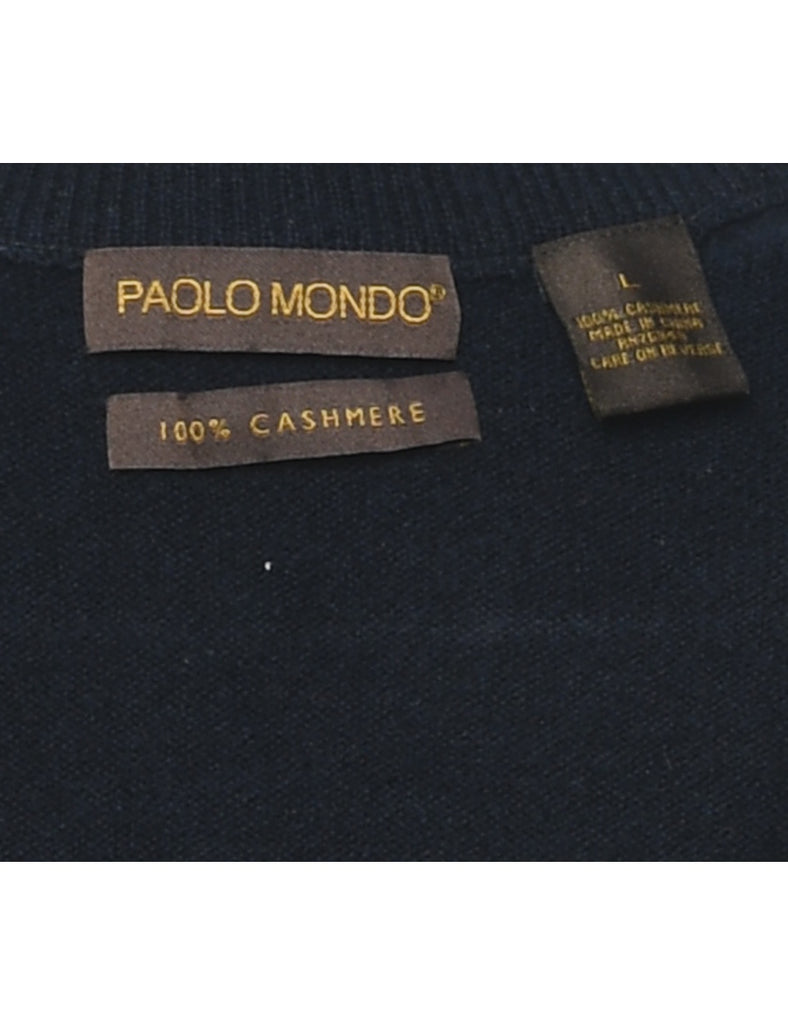 PAOLO MONDO®
100% CASHMERE
L
100% CASHMERE
MADE IN CHINA
CARE ON REVERSE